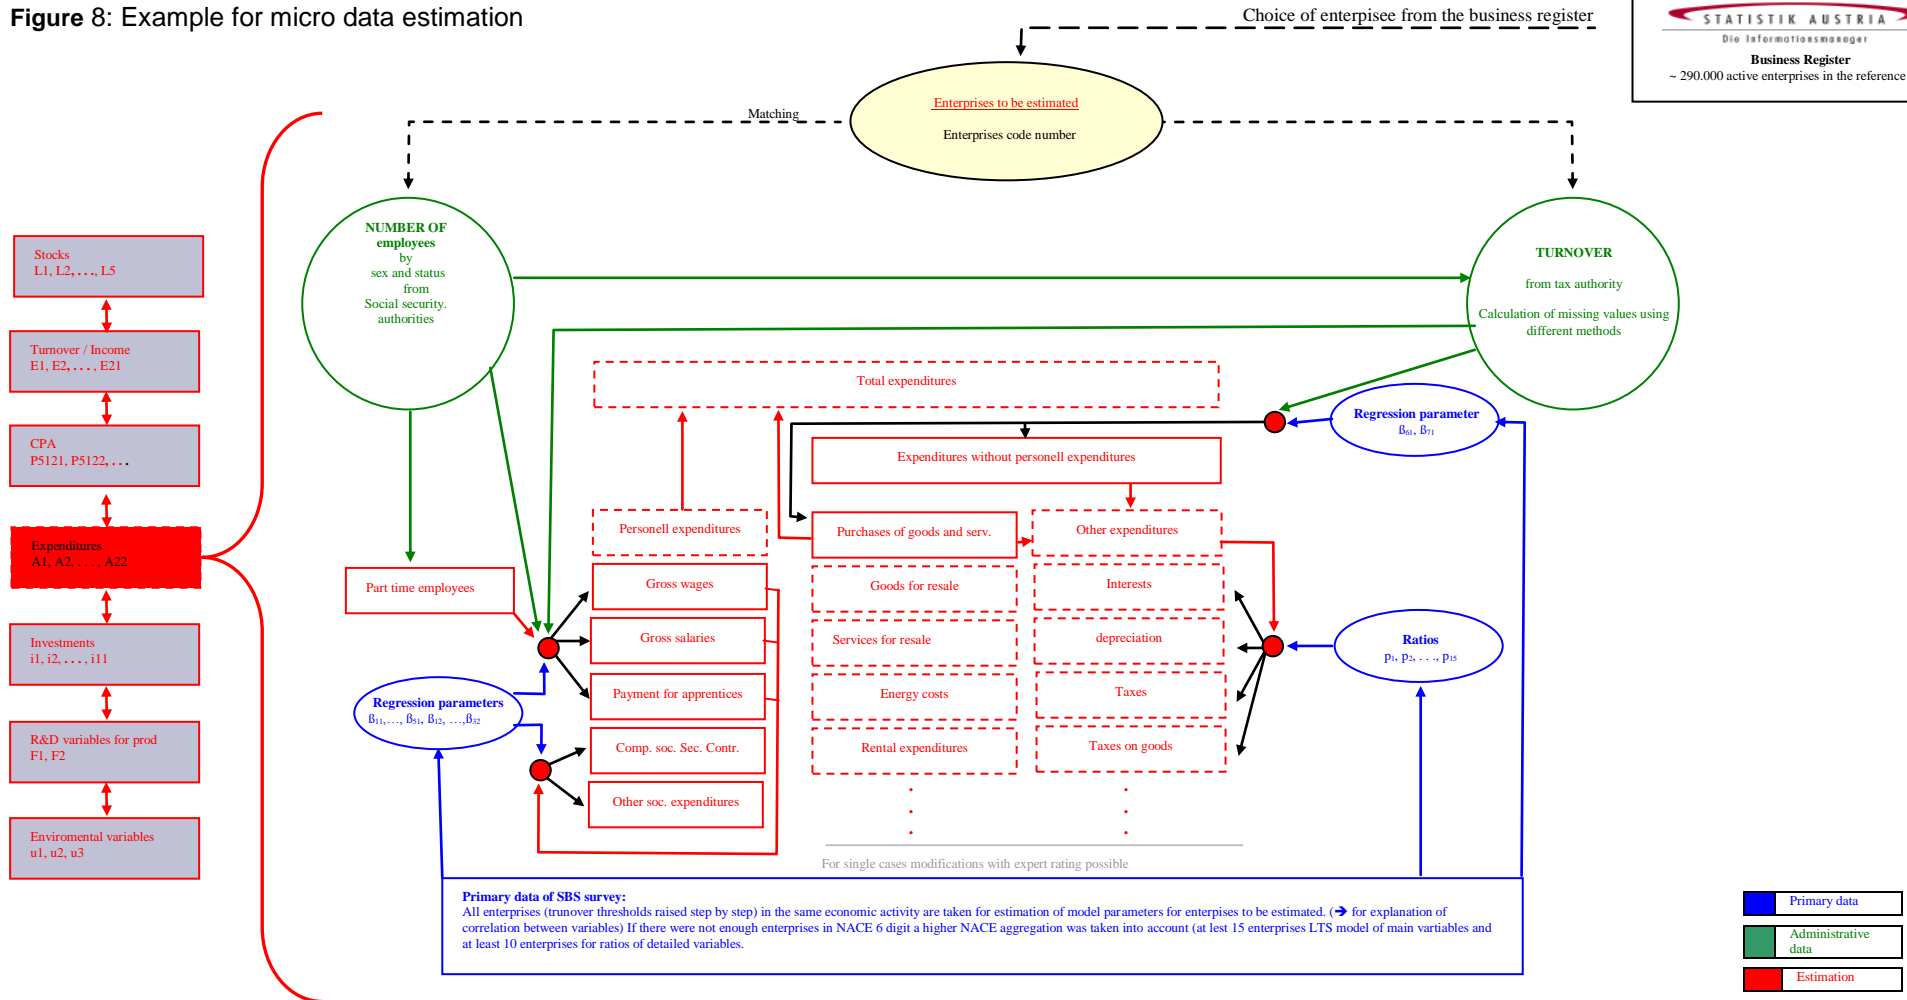 Figure 8: Example for micro data estimation
Choice of enterpisee from the business register
STATISTIK AUSTRIA
Die Informationsmanager
Business Register
~ 290.000 active enterprises in the reference
Enterprises to be estimated
Enterprises code number
Matching
NUMBER OF
employees
by
sex and status
from
Social security.
authorities
TURNOVER
from tax authority
Calculation of missing values using
different methods
Stocks
L1, L2,..., L5
Turnover / Income
E1, E2,..., E21
CPA
P5121, P5122,...
Expenditures
A1, A2, ..., A22
Investments
i1, i2, ..., i11
R&D variables for prod
F1, F2
Enviromental variables
u1, u2, u3
Total expenditures
Regression parameter
ß61, ß71
Expenditures without personell expenditures
Personell expenditures
Purchases of goods and serv.
Other expenditures
Part time employees
Gross wages
Goods for resale
Interests
Gross salaries
Services for resale
depreciation
Ratios
p1, p2, ..., p15
Payment for apprentices
Energy costs
Taxes
Regression parameters
ß11,..., ß51, ß12, ...,ß32
Comp. soc. Sec. Contr.
Rental expenditures
Taxes on goods
Other soc. expenditures
For single cases modifications with expert rating possible
Primary data of SBS survey:
All enterprises (trunover thresholds raised step by step) in the same economic activity are taken for estimation of model parameters for enterpises to be estimated. (➔ for explanation of
correlation between variables) If there were not enough enterprises in NACE 6 digit a higher NACE aggregation was taken into account (at lest 15 enterprises LTS model of main vartiables and
at least 10 enterprises for ratios of detailed variables.
Primary data
Administrative
data
Estimation